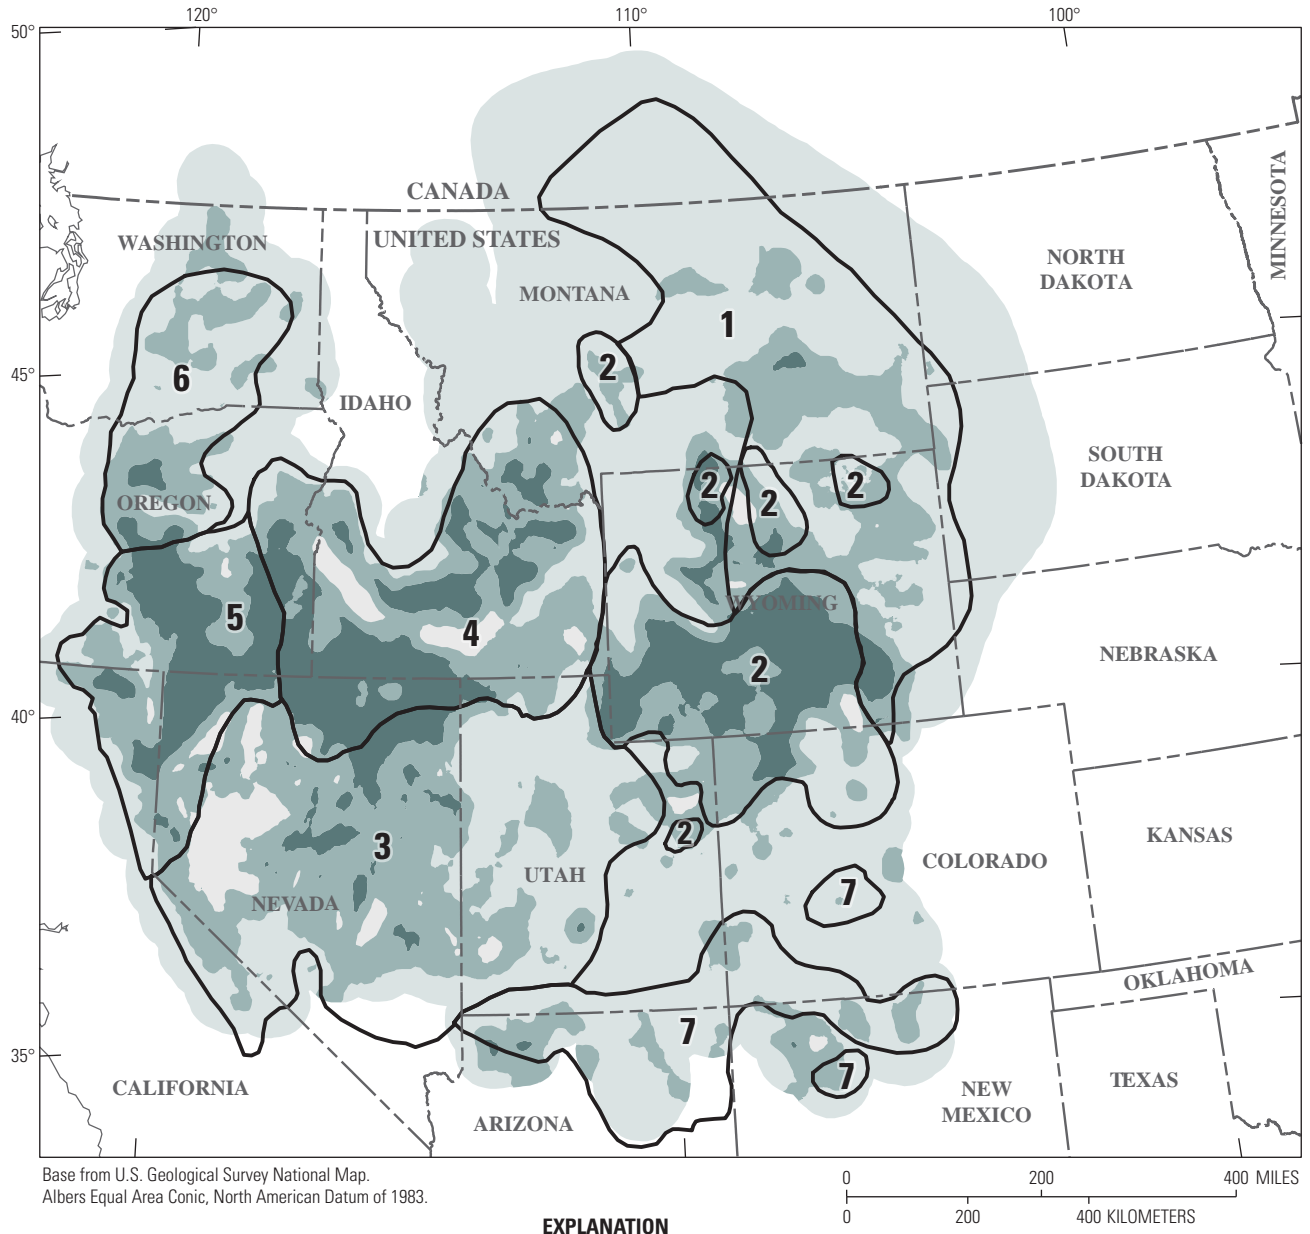 120°
110°
100°
50°
CANADA
UNITED STATES
WASHINGTON
MONTANA
NORTH
DAKOTA
MINNESOTA
1
2
6
45°
IDAHO
SOUTH
DAKOTA
OREGON
2
2
2
WYOMING
5
4
2
NEBRASKA
40°
3
2
UTAH
COLORADO
KANSAS
NEVADA
7
OKLAHOMA
7
35°
7
CALIFORNIA
ARIZONA
NEW
MEXICO
TEXAS
Base from U.S. Geological Survey National Map.
Albers Equal Area Conic, North American Datum of 1983.
0 200 400 MILES
0 200 400 KILOMETERS
EXPLANATION